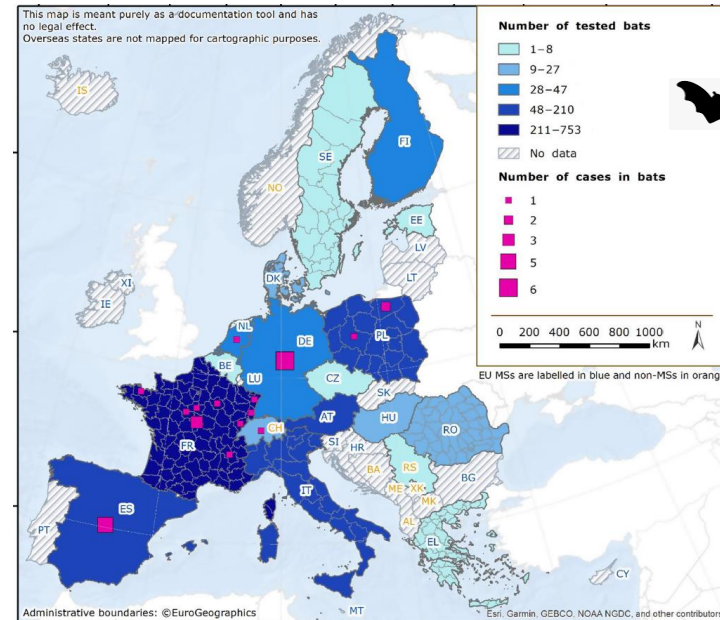 This map is meant purely as a documentation tool and has
no legal effect.
Overseas states are not mapped for cartographic purposes.
Number of tested bats
1–8
9–27
28–47
48–210
211–753
No data
Number of cases in bats
1
2
3
5
6
0 200 400 600 800 1000
km
N
EU MSs are labelled in blue and non-MSs in orang
IS
NO
SE
FI
EE
LV
LT
DK
XI
IE
NL
DE
PL
BE
LU
CZ
SK
FR
CH
AT
HU
RO
SI
HR
BA
RS
ME
XK
BG
MK
AL
IT
ES
PT
EL
MT
CY
Administrative boundaries: ©EuroGeographics
Esri, Garmin, GEBCO, NOAA NGDC, and other contributors